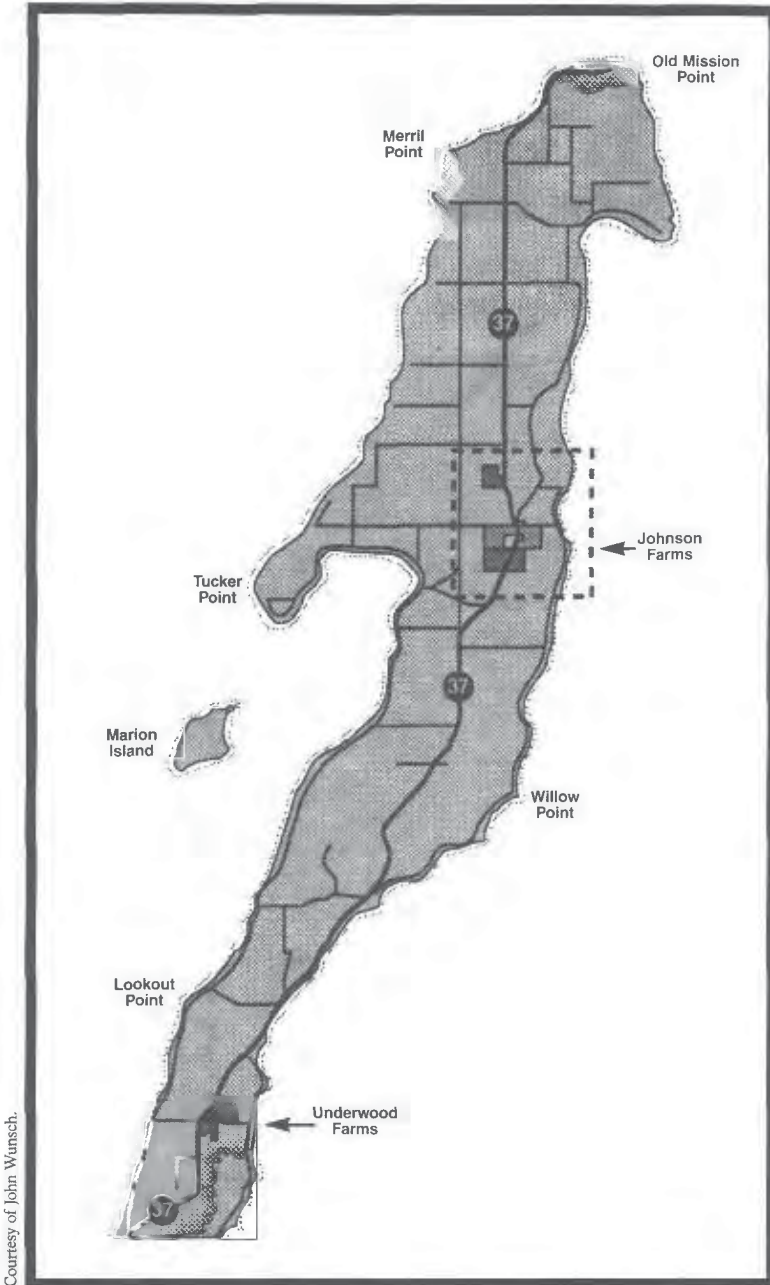 Old Mission
Point
Merril
Point
37
Johnson
Farms
Tucker
Point
37
Marion
Island
Willow
Point
Lookout
Point
Underwood
Farms
37
Courtesy of John Wunsch.